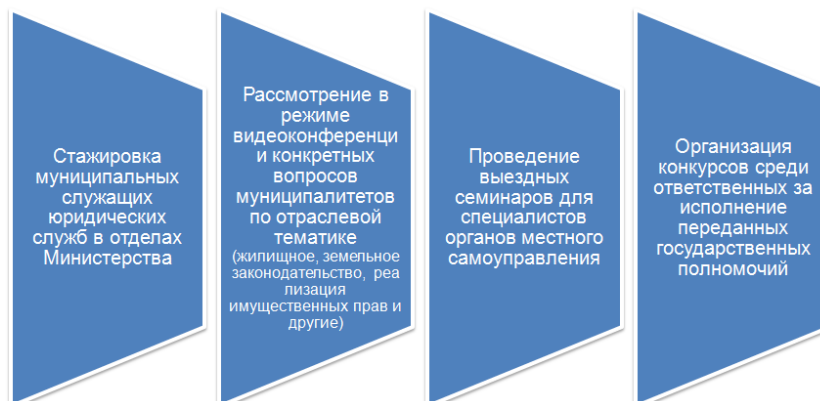 Стажировка
муниципальных
служащих
юридических
служб в отделах
Министерства
Рассмотрение в
режиме
видеоконференци
и конкретных
вопросов
муниципалитетов
по отраслевой
тематике
(жилищное, земельное
законодательство, реа
лизация
имущественных прав и
другие)
Проведение
выездных
семинаров для
специалистов
органов местного
самоуправления
Организация
конкурсов среди
ответственных за
исполнение
переданных
государственных
полномочий